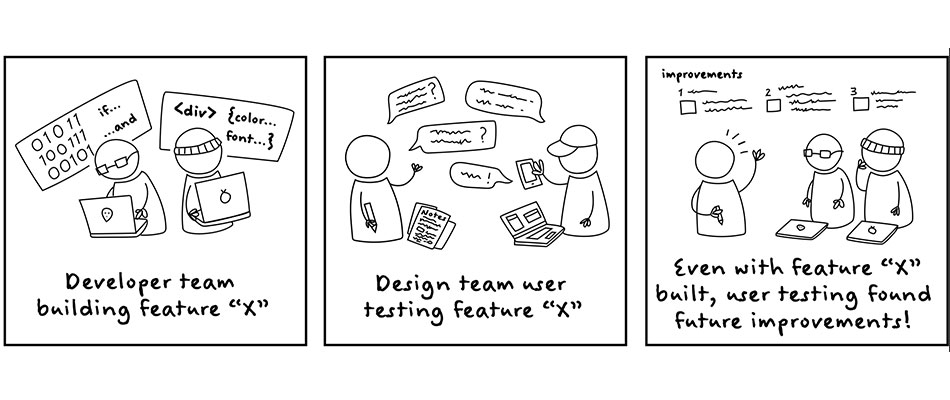 01011
100111
00101
if...
...and
<div> {color...
font...}
Developer team
building feature "X"
?
?
!
Notes
Design team user
testing feature "X"
improvements
1 2 3
Even with feature "X"
built, user testing found
future improvements!